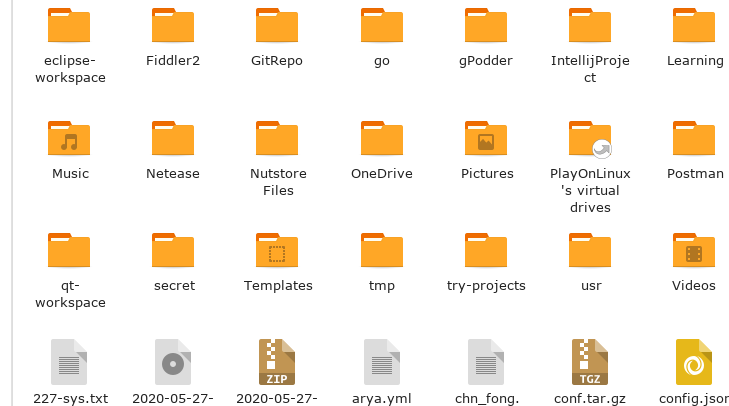 eclipse- Fiddler2 GitRepo go gPodder IntellijProje Learning
workspace ct
Music Netease Nutstore OneDrive Pictures PlayOnLinux Postman
Files 's virtual
drives
qt- secret Templates tmp try-projects usr Videos
workspace
ZIP TGZ
227-sys.txt 2020-05-27- 2020-05-27- arya.yml chn_fong. conf.tar.gz config.json